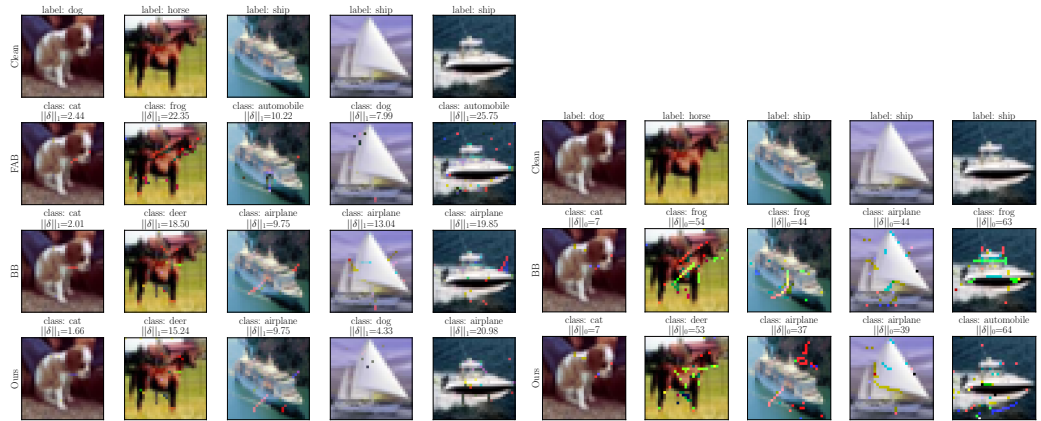 label: dog label: horse label: ship label: ship label: ship
Clean
class: cat class: frog class: automobile class: dog class: automobile
||δ||₁=2.44 ||δ||₁=22.35 ||δ||₁=10.22 ||δ||₁=7.99 ||δ||₁=25.75
FAB
class: cat class: deer class: airplane class: airplane class: airplane
||δ||₁=2.01 ||δ||₁=18.50 ||δ||₁=9.75 ||δ||₁=13.04 ||δ||₁=19.85
BB
class: cat class: deer class: airplane class: dog class: airplane
||δ||₁=1.66 ||δ||₁=15.24 ||δ||₁=9.75 ||δ||₁=4.33 ||δ||₁=20.98
Ours
label: dog label: horse label: ship label: ship label: ship
Clean
class: cat class: frog class: frog class: airplane class: frog
||δ||₀=7 ||δ||₀=54 ||δ||₀=44 ||δ||₀=44 ||δ||₀=63
BB
class: cat class: deer class: airplane class: airplane class: automobile
||δ||₀=7 ||δ||₀=53 ||δ||₀=37 ||δ||₀=39 ||δ||₀=64
Ours